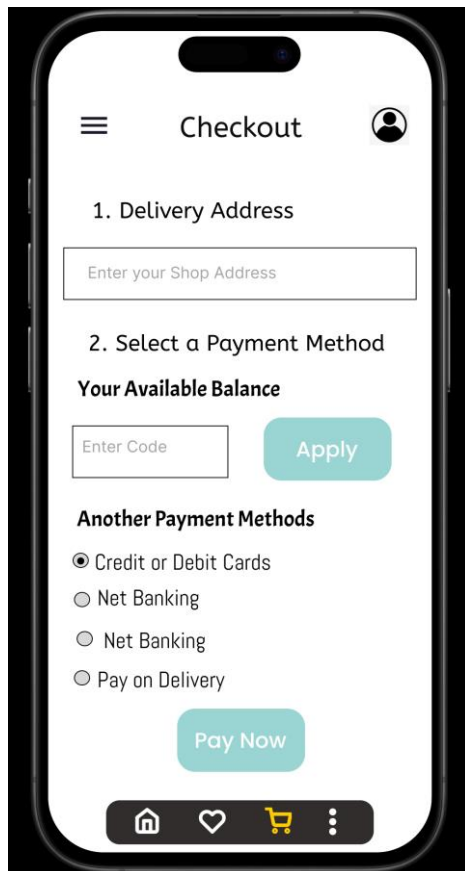 Checkout
1. Delivery Address
Enter your Shop Address
2. Select a Payment Method
Your Available Balance
Enter Code
Apply
Another Payment Methods
Credit or Debit Cards
Net Banking
Net Banking
Pay on Delivery
Pay Now